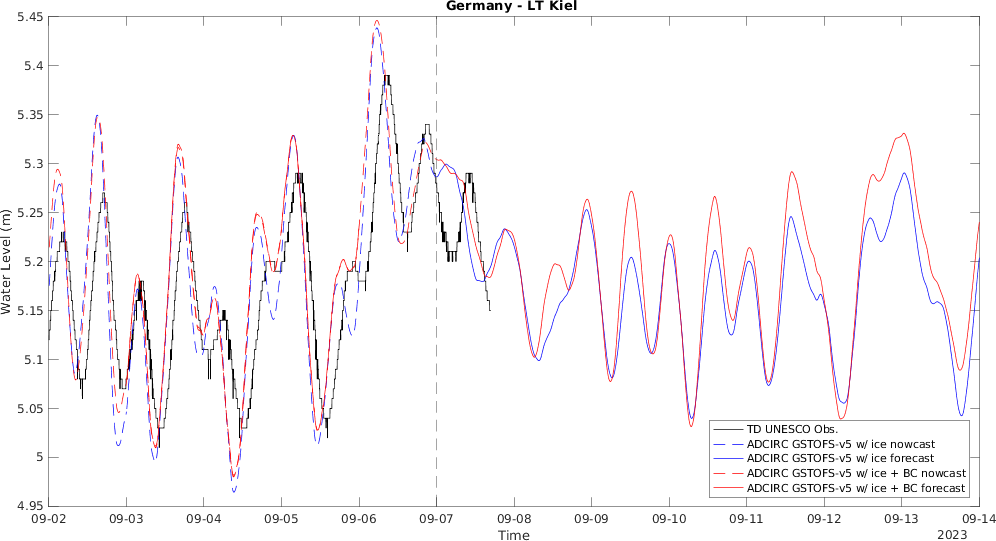 Germany - LT Kiel
Water Level (m)
5.45
5.4
5.35
5.3
5.25
5.2
5.15
5.1
5.05
5
4.95
09-02 09-03 09-04 09-05 09-06 09-07 09-08 09-09 09-10 09-11 09-12 09-13 09-14
Time
2023
TD UNESCO Obs.
ADCIRC GSTOFS-v5 w/ ice nowcast
ADCIRC GSTOFS-v5 w/ ice forecast
ADCIRC GSTOFS-v5 w/ ice + BC nowcast
ADCIRC GSTOFS-v5 w/ ice + BC forecast